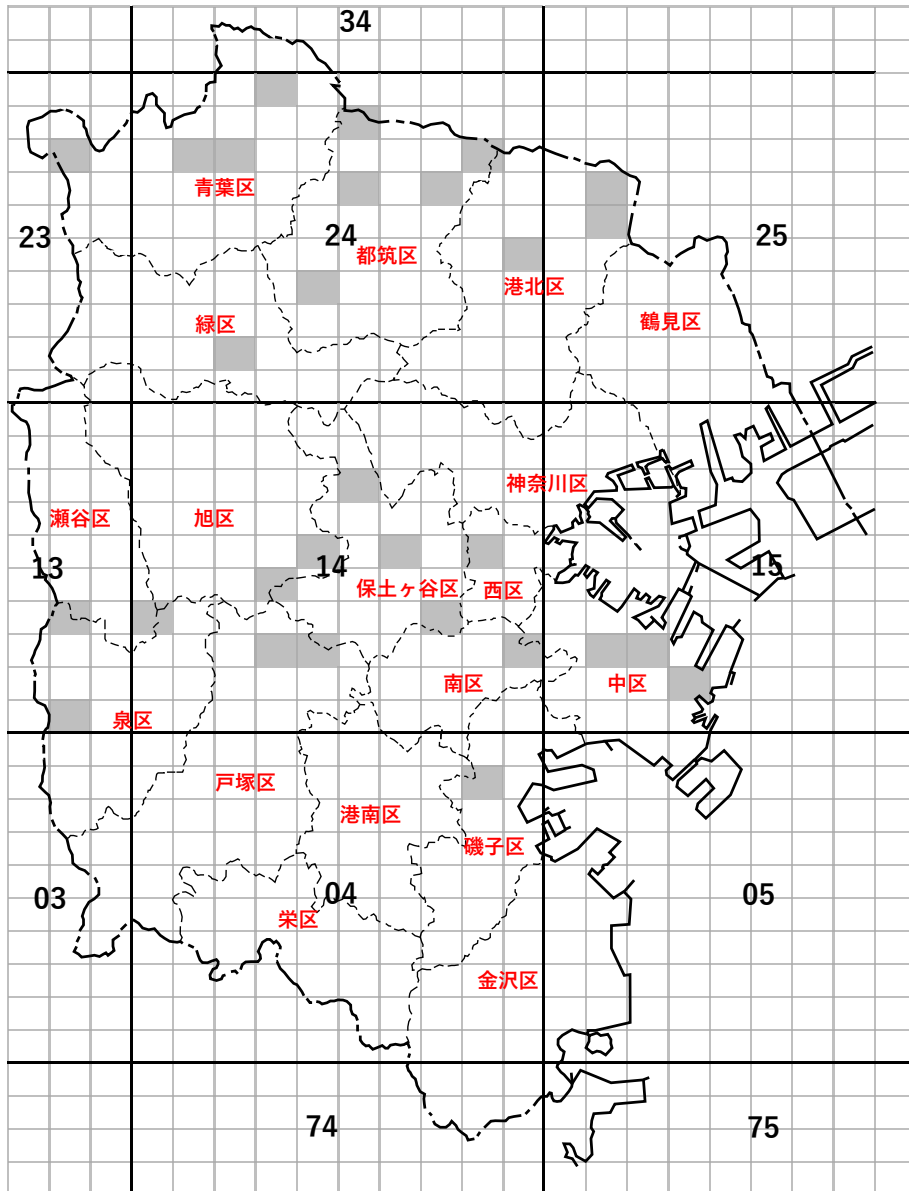 34
青葉区
23
24
25
都筑区
港北区
緑区
鶴見区
神奈川区
瀬谷区
旭区
13
14
15
保土ヶ谷区
西区
南区
中区
泉区
戸塚区
港南区
磯子区
03
04
05
栄区
金沢区
74
75